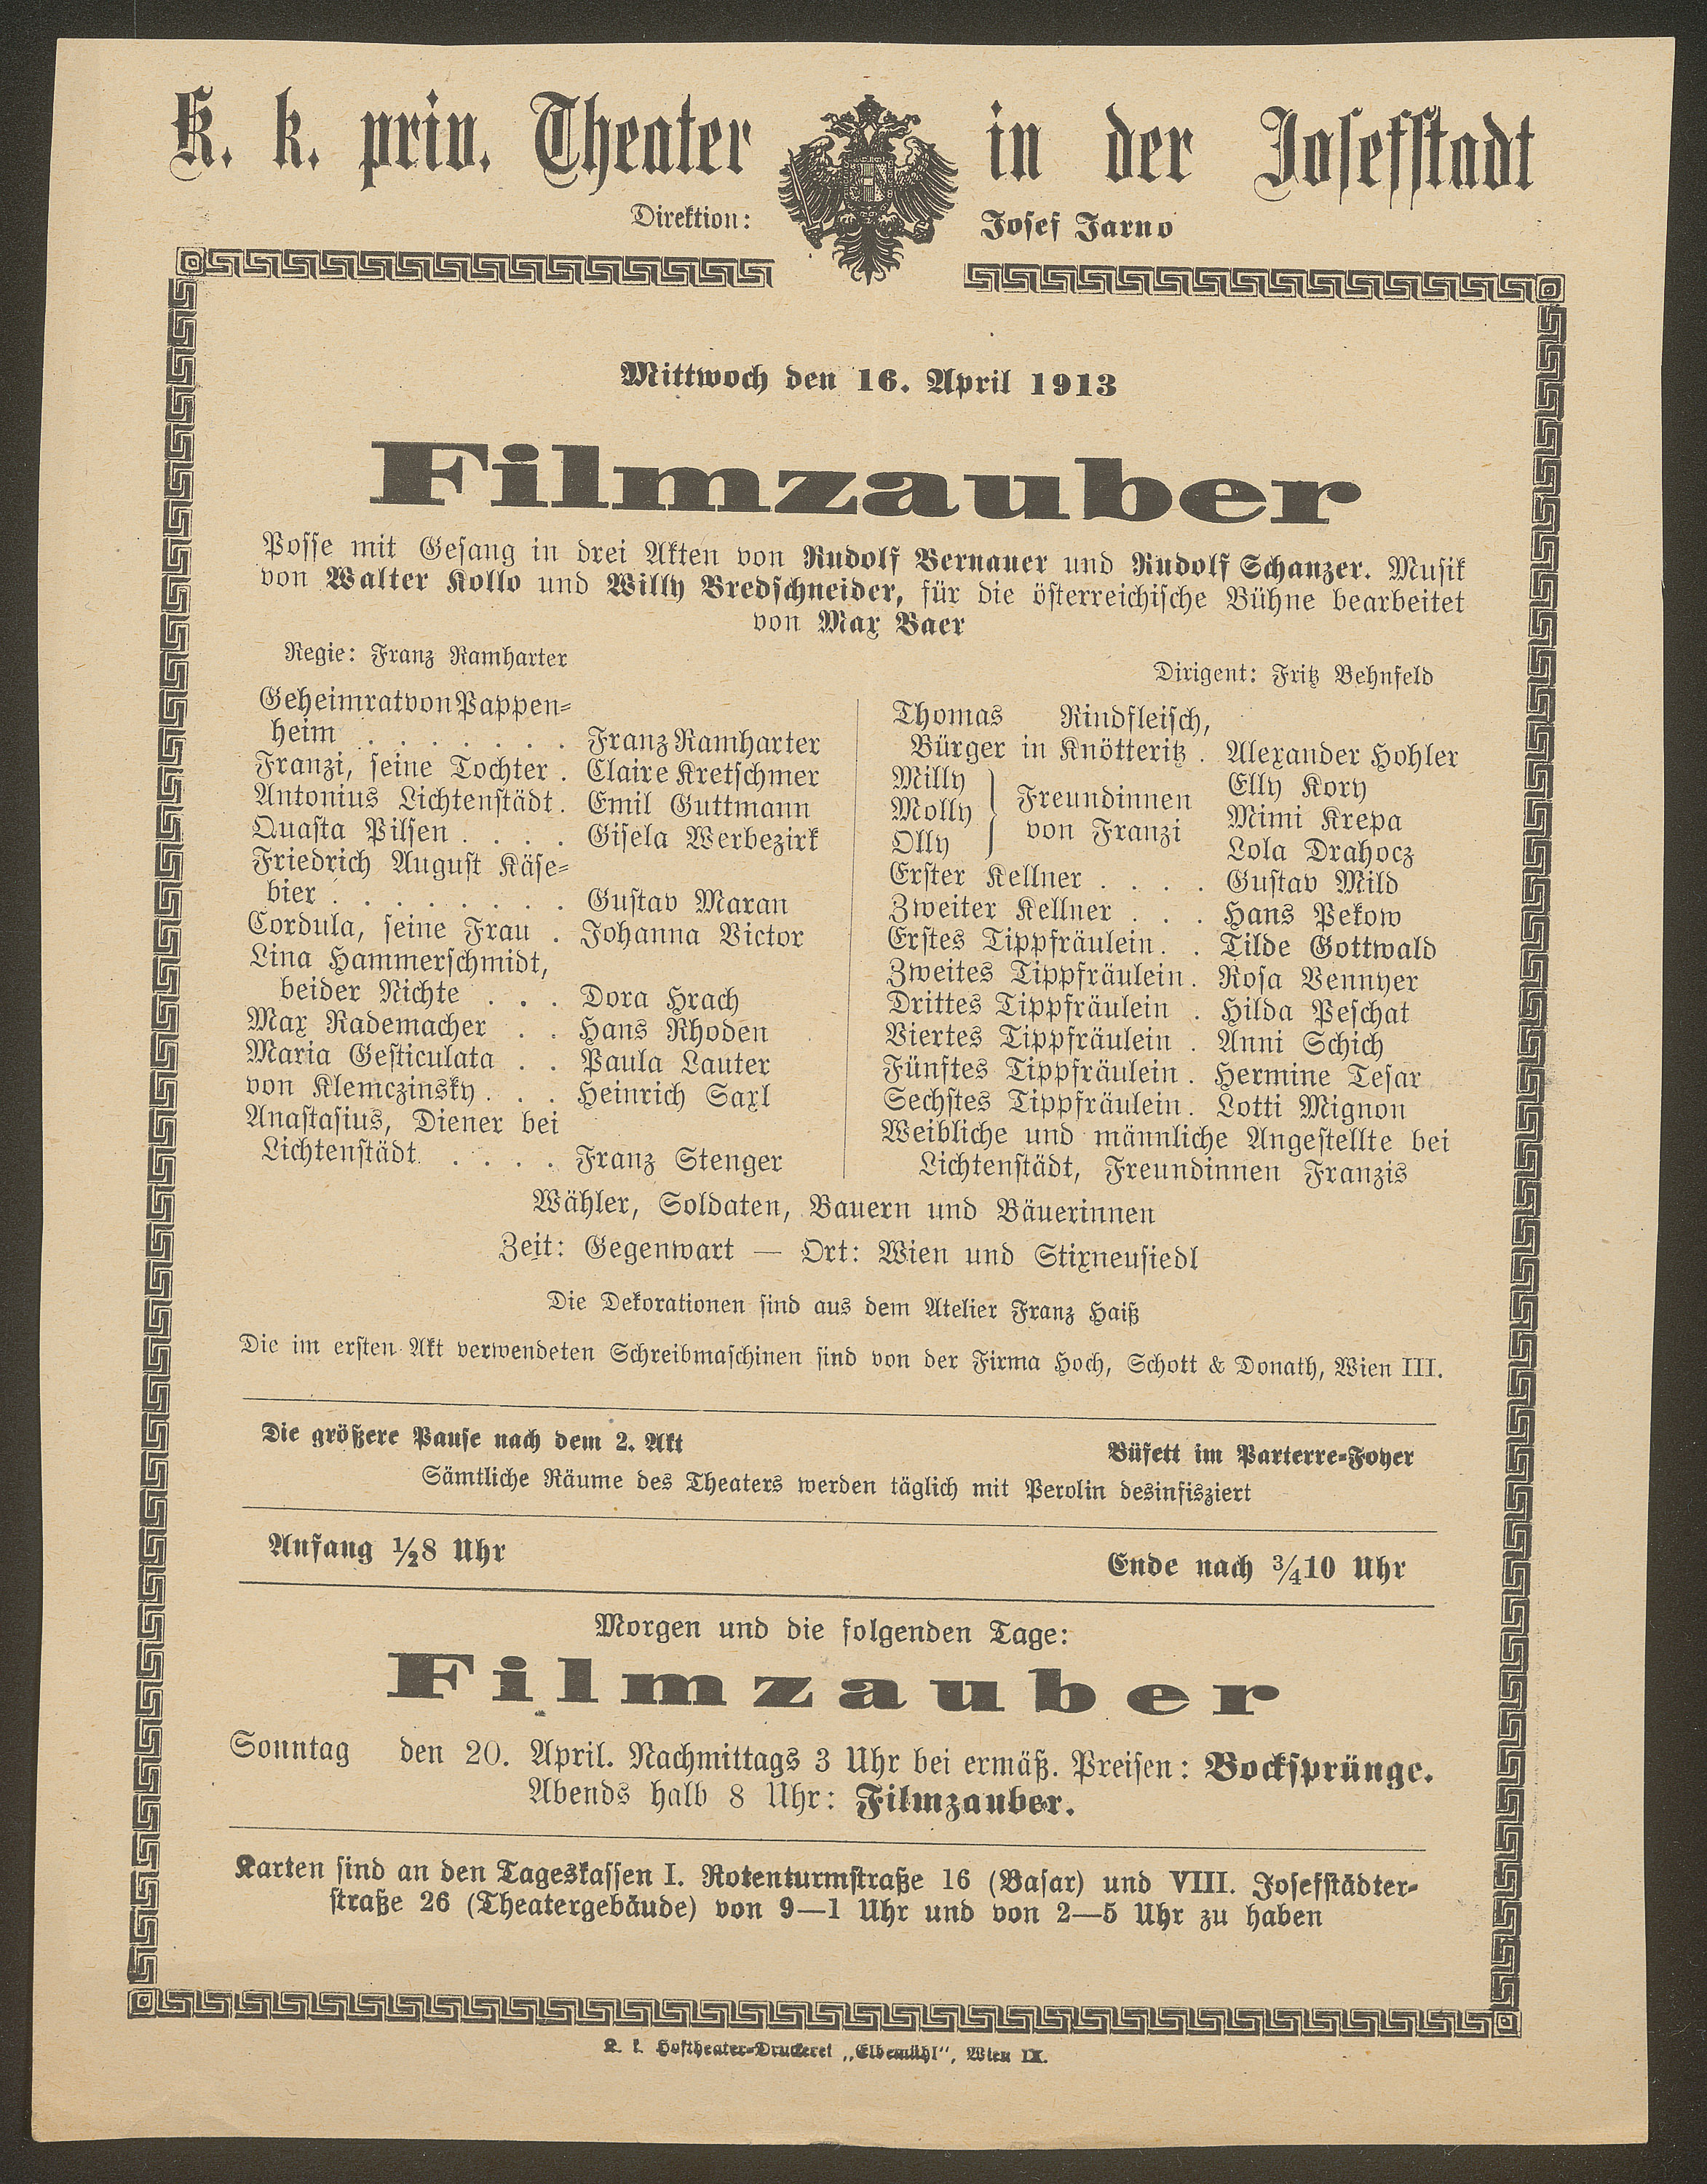 K. k. priv. Theater in der Josefstadt
Direktion: Josef Jarno
Mittwoch den 16. April 1913
Filmzauber
Posse mit Gesang in drei Akten von Rudolf Bernauer und Rudolf Schanzer. Musik
von Walter Kollo und Willy Bredschneider, für die österreichische Bühne bearbeitet
von Max Baer
Regie: Franz Ramharter
Dirigent: Fritz Behnfeld
Geheimrat von Pappen-
heim . . . . . . . Franz Ramharter
Franzi, seine Tochter . Claire Kretschmer
Antonius Lichtenstädt . Emil Guttmann
Quasta Pilsen . . . . Gisela Werbezirk
Friedrich August Käse-
bier . . . . . . . . Gustav Maran
Cordula, seine Frau . Johanna Victor
Lina Hammerschmidt,
beider Nichte . . . Dora Hrach
Max Rademacher . . Hans Rhoden
Maria Gesticulata . . Paula Lauter
von Klemczinsky . . . Heinrich Saxl
Anastasius, Diener bei
Lichtenstädt . . . . . Franz Stenger
Thomas Rindfleisch,
Bürger in Knötteritz . Alexander Hohler
Milly Elly Kory
Molly Freundinnen Mimi Krepa
Olly von Franzi Lola Drahocz
Erster Kellner . . . . Gustav Mild
Zweiter Kellner . . . Hans Pekow
Erstes Tippfräulein . . Tilde Gottwald
Zweites Tippfräulein . Rosa Vennyer
Drittes Tippfräulein . Hilda Peschat
Viertes Tippfräulein . Anni Schich
Fünftes Tippfräulein . Hermine Tesar
Sechstes Tippfräulein . Lotti Mignon
Weibliche und männliche Angestellte bei
Lichtenstädt, Freundinnen Franzis
Wähler, Soldaten, Bauern und Bäuerinnen
Zeit: Gegenwart — Ort: Wien und Stixneusiedl
Die Dekorationen sind aus dem Atelier Franz Haiß
Die im ersten Akt verwendeten Schreibmaschinen sind von der Firma Hoch, Schott & Donath, Wien III.
Die größere Pause nach dem 2. Akt
Büfett im Parterre-Foyer
Sämtliche Räume des Theaters werden täglich mit Perolin desinfisziert
Anfang ½8 Uhr
Ende nach ¾10 Uhr
Morgen und die folgenden Tage:
Filmzauber
Sonntag den 20. April. Nachmittags 3 Uhr bei ermäß. Preisen: Bocksprünge.
Abends halb 8 Uhr: Filmzauber.
Karten sind an den Tageskassen I. Rotenturmstraße 16 (Basar) und VIII. Josefstädter-
straße 26 (Theatergebäude) von 9—1 Uhr und von 2—5 Uhr zu haben
K. k. Hoftheater-Druckerei „Elbemühl“, Wien IX.